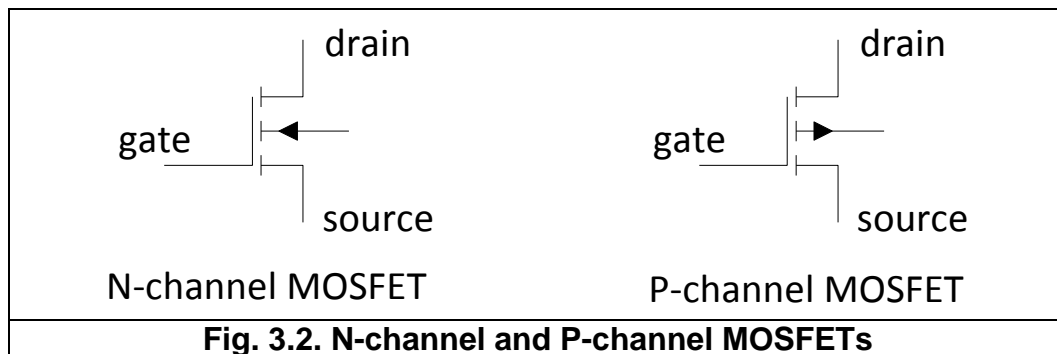 drain
gate
source
N-channel MOSFET
drain
gate
source
P-channel MOSFET
Fig. 3.2. N-channel and P-channel MOSFETs